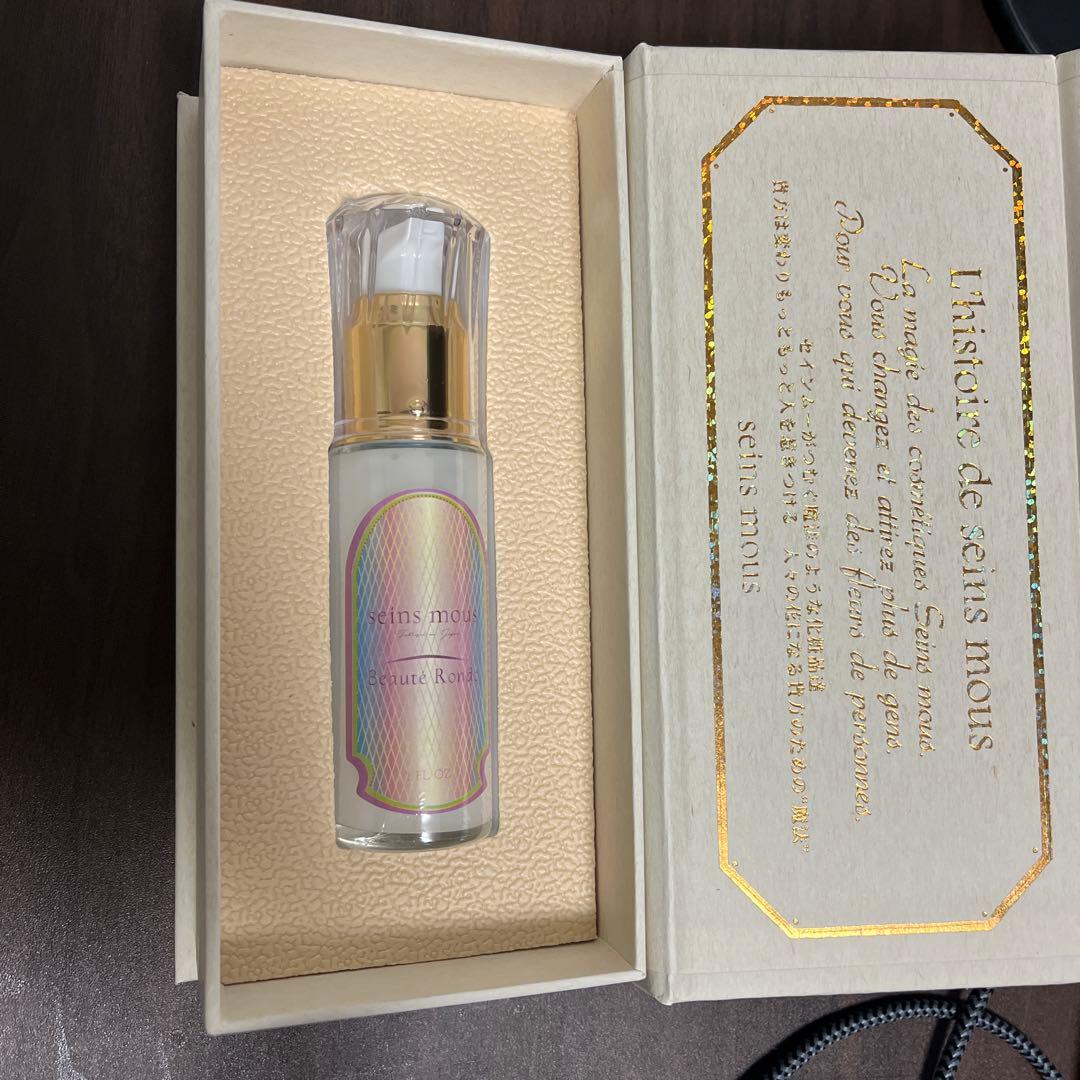 L'histoire de seins mous
La magie des cosmétiques Seins mous.
Vous changez et attirez plus de gens.
Pour vous qui devenez des fleurs de personnes.
セインムーがつむぐ魔法のような化粧品達
貴方は変わりもっともっと人を惹きつける 人々の花になる貴方のための"魔法"
seins mous
seins mous
Beauté Ronde
FL OZ